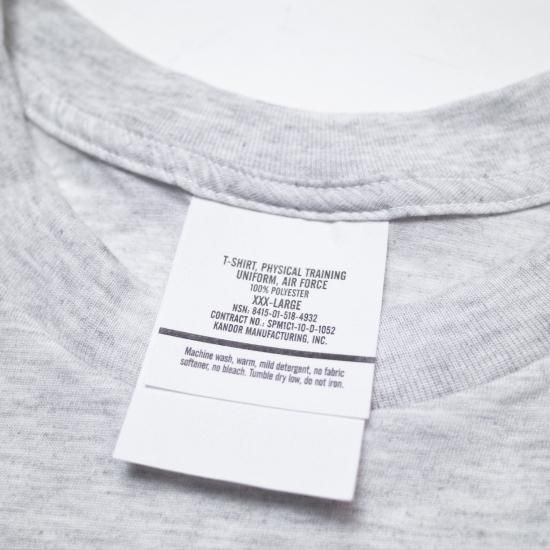 T-SHIRT, PHYSICAL TRAINING
UNIFORM, AIR FORCE
100% POLYESTER
XXX-LARGE
NSN: 8415-01-518-4932
CONTRACT NO.: SPM1C1-10-D-1052
KANDOR MANUFACTURING, INC.
Machine wash, warm, mild detergent, no fabric
softener, no bleach. Tumble dry low, do not iron.